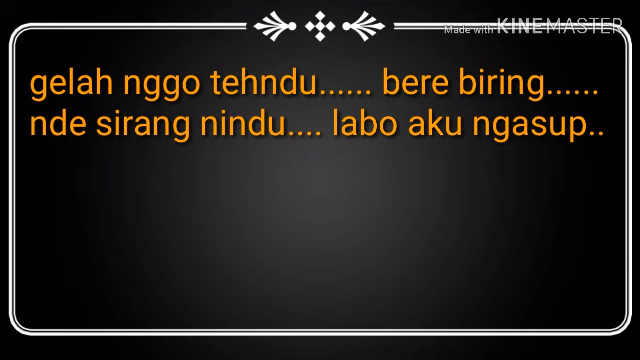 Made with KINEMASTER
gelah nggo tehndu...... bere biring......
nde sirang nindu.... labo aku ngasup..